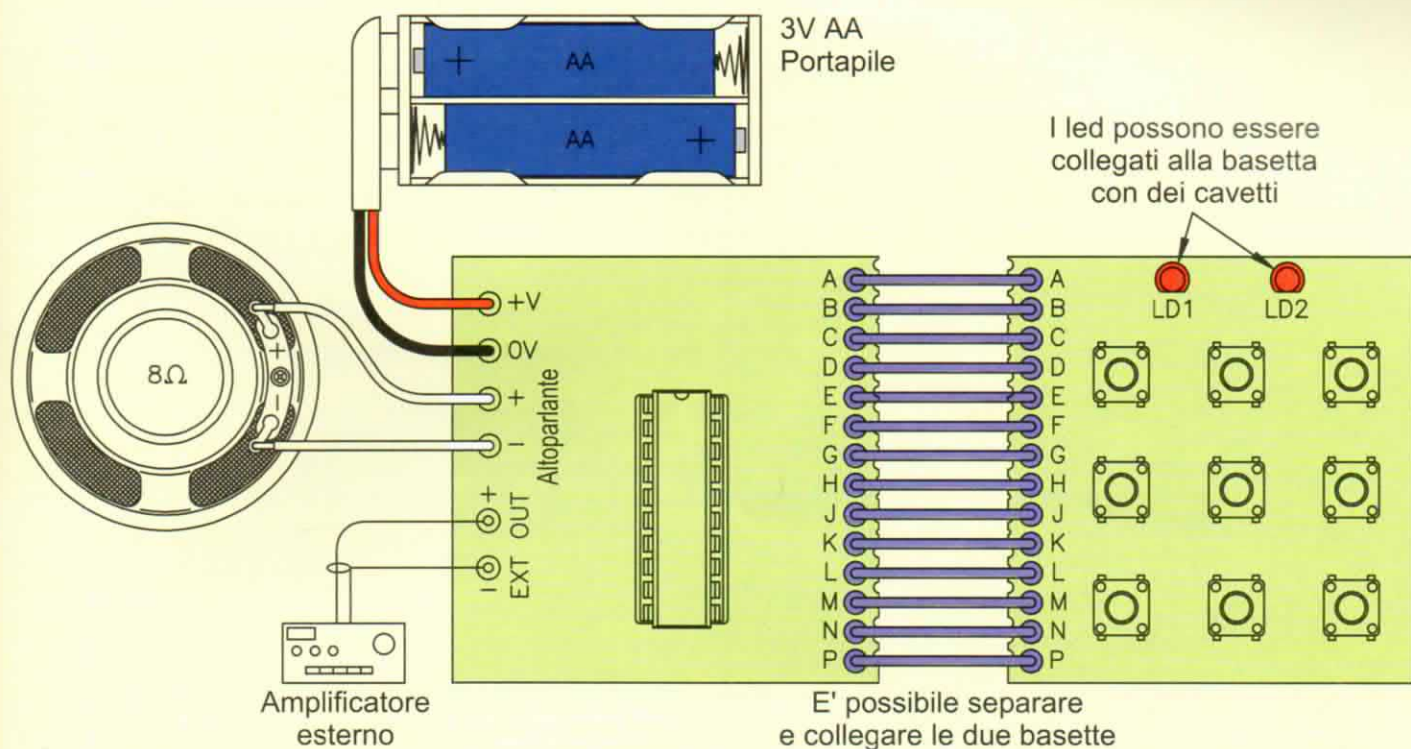 3V AA
Portapile
+ AA
AA +
I led possono essere
collegati alla basetta
con dei cavetti
8Ω
+
-
+V
0V
+
-
Altoparlante
+
OUT
-
EXT
Amplificatore
esterno
A
B
C
D
E
F
G
H
J
K
L
M
N
P
A
B
C
D
E
F
G
H
J
K
L
M
N
P
LD1
LD2
E' possibile separare
e collegare le due basette